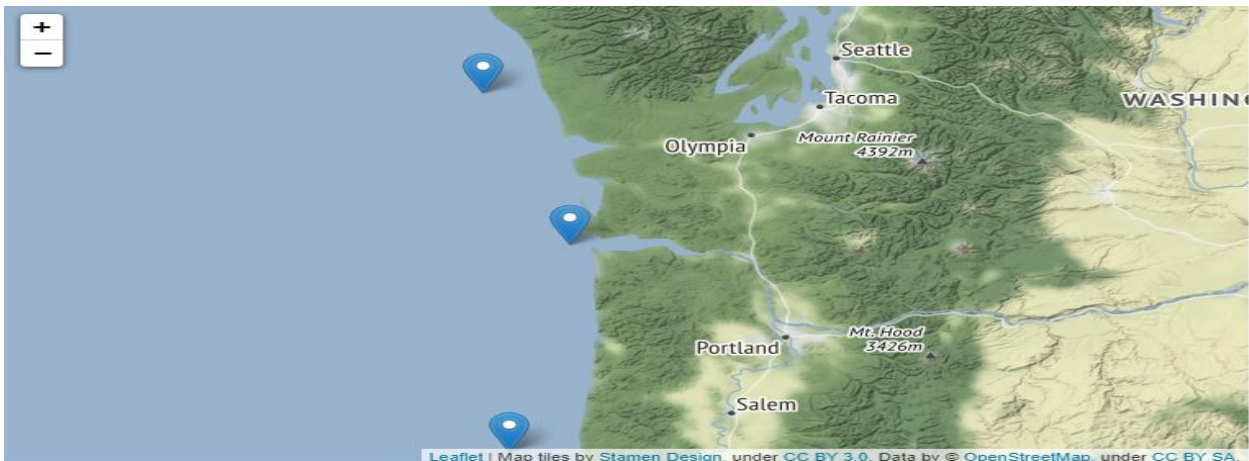 +
−
Seattle
Tacoma
WASHING
Olympia
Mount Rainier
4392m
Mt. Hood
3426m
Portland
Salem
Leaflet | Map tiles by Stamen Design, under CC BY 3.0. Data by © OpenStreetMap, under CC BY SA.